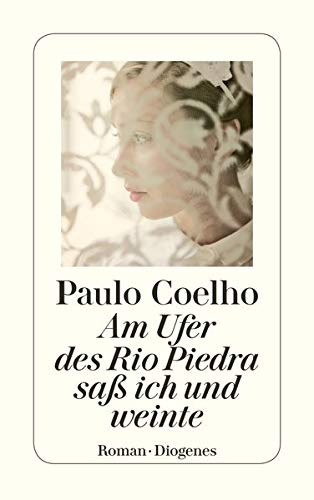 Paulo Coelho
Am Ufer
des Rio Piedra
saß ich und
weinte
Roman · Diogenes